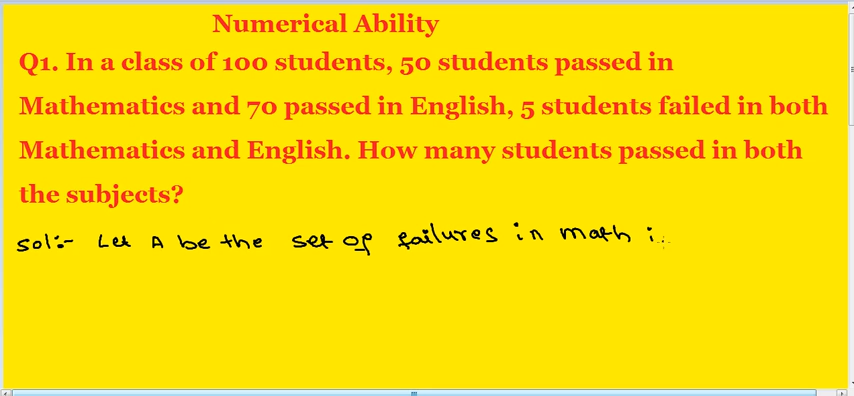 Numerical Ability
Q1. In a class of 100 students, 50 students passed in
Mathematics and 70 passed in English, 5 students failed in both
Mathematics and English. How many students passed in both
the subjects?
Sol:- Let A be the set of failures in math i